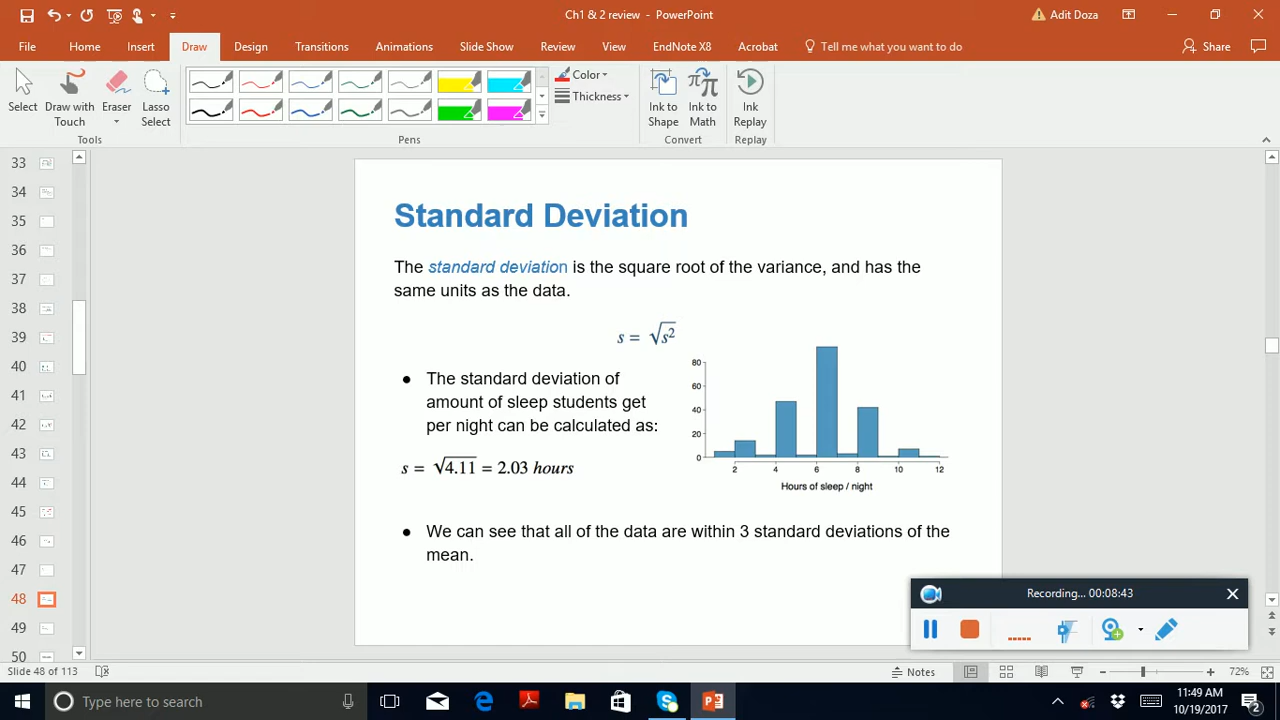 Ch1 & 2 review - PowerPoint
Adit Doza
File Home Insert Draw Design Transitions Animations Slide Show Review View EndNote X8 Acrobat Tell me what you want to do Share
Select
Draw with
Touch
Eraser
Lasso
Select
Color
Thickness
Ink to
Shape
Ink to
Math
Ink
Replay
Tools Pens Convert Replay
33
34
35
36
37
38
39
40
41
42
43
44
45
46
47
48
49
50
Standard Deviation
The standard deviation is the square root of the variance, and has the
same units as the data.
s = √s²
● The standard deviation of
amount of sleep students get
per night can be calculated as:
s = √4.11 = 2.03 hours
80
60
40
20
0
2 4 6 8 10 12
Hours of sleep / night
● We can see that all of the data are within 3 standard deviations of the
mean.
Recording... 00:08:43
Slide 48 of 113
Notes
72%
Type here to search
11:49 AM
10/19/2017
2